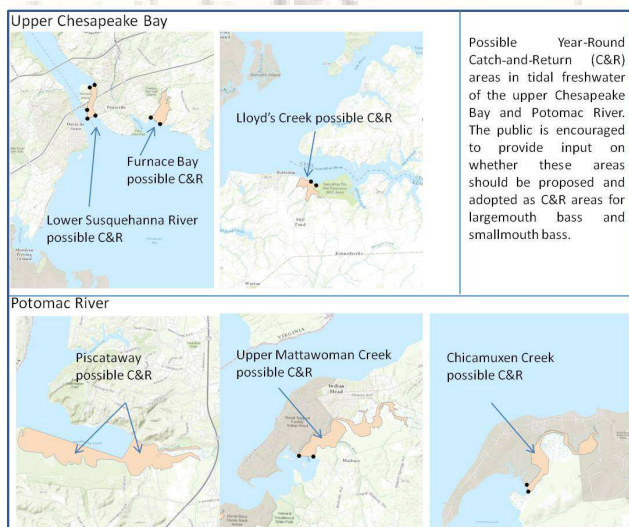 Upper Chesapeake Bay
Furnace Bay
possible C&R
Lower Susquehanna River
possible C&R
Lloyd's Creek possible C&R
Possible Year-Round
Catch-and-Return (C&R)
areas in tidal freshwater
of the upper Chesapeake
Bay and Potomac River.
The public is encouraged
to provide input on
whether these areas
should be proposed and
adopted as C&R areas for
largemouth bass and
smallmouth bass.
Potomac River
Piscataway
possible C&R
Upper Mattawoman Creek
possible C&R
VIRGINIA
Indian
Head
Chicamuxen Creek
possible C&R